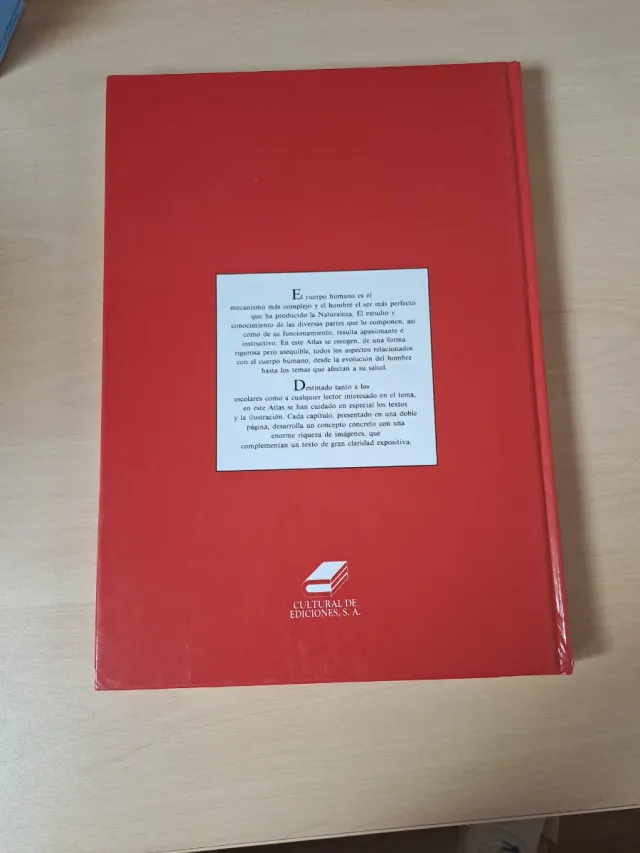 El cuerpo humano es el
mecanismo más complejo y el hombre el ser más perfecto
que ha producido la Naturaleza. El estudio y
conocimiento de las diversas partes que lo componen, así
como de su funcionamiento, resulta apasionante e
instructivo. En este Atlas se recogen, de una forma
rigurosa pero asequible, todos los aspectos relacionados
con el cuerpo humano, desde la evolución del hombre
hasta los temas que afectan a su salud.
Destinado tanto a los
escolares como a cualquier lector interesado en el tema,
en este Atlas se han cuidado en especial los textos
y la ilustración. Cada capítulo, presentado en una doble
página, desarrolla un concepto concreto con una
enorme riqueza de imágenes, que
complementan un texto de gran claridad expositiva.
CULTURAL DE
EDICIONES, S. A.